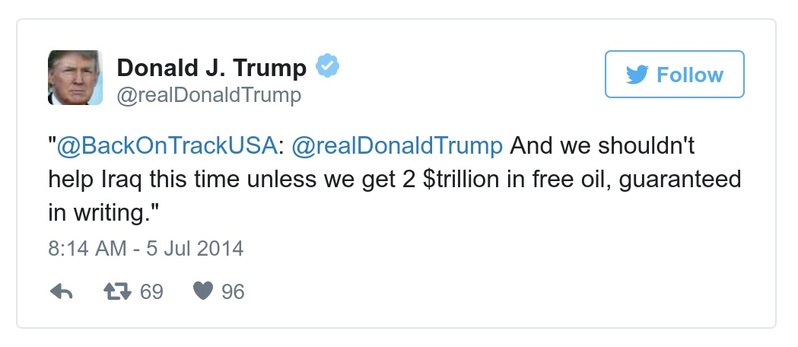 Donald J. Trump
@realDonaldTrump
Follow
"@BackOnTrackUSA: @realDonaldTrump And we shouldn't
help Iraq this time unless we get 2 $trillion in free oil, guaranteed
in writing."
8:14 AM - 5 Jul 2014
69 96